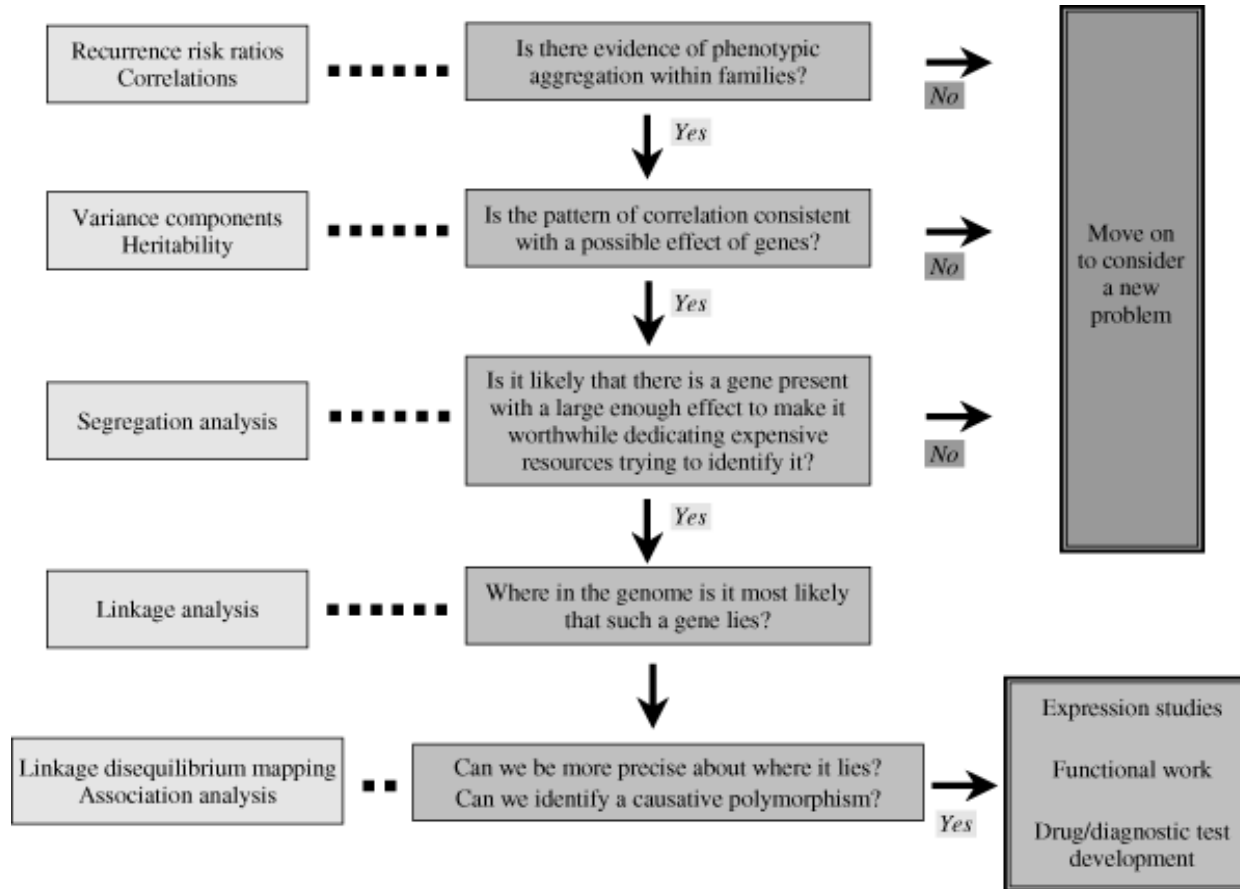 Recurrence risk ratios
Correlations
Is there evidence of phenotypic
aggregation within families?
No
Yes
Variance components
Heritability
Is the pattern of correlation consistent
with a possible effect of genes?
No
Yes
Move on
to consider
a new
problem
Segregation analysis
Is it likely that there is a gene present
with a large enough effect to make it
worthwhile dedicating expensive
resources trying to identify it?
No
Yes
Linkage analysis
Where in the genome is it most likely
that such a gene lies?
Linkage disequilibrium mapping
Association analysis
Can we be more precise about where it lies?
Can we identify a causative polymorphism?
Yes
Expression studies
Functional work
Drug/diagnostic test
development